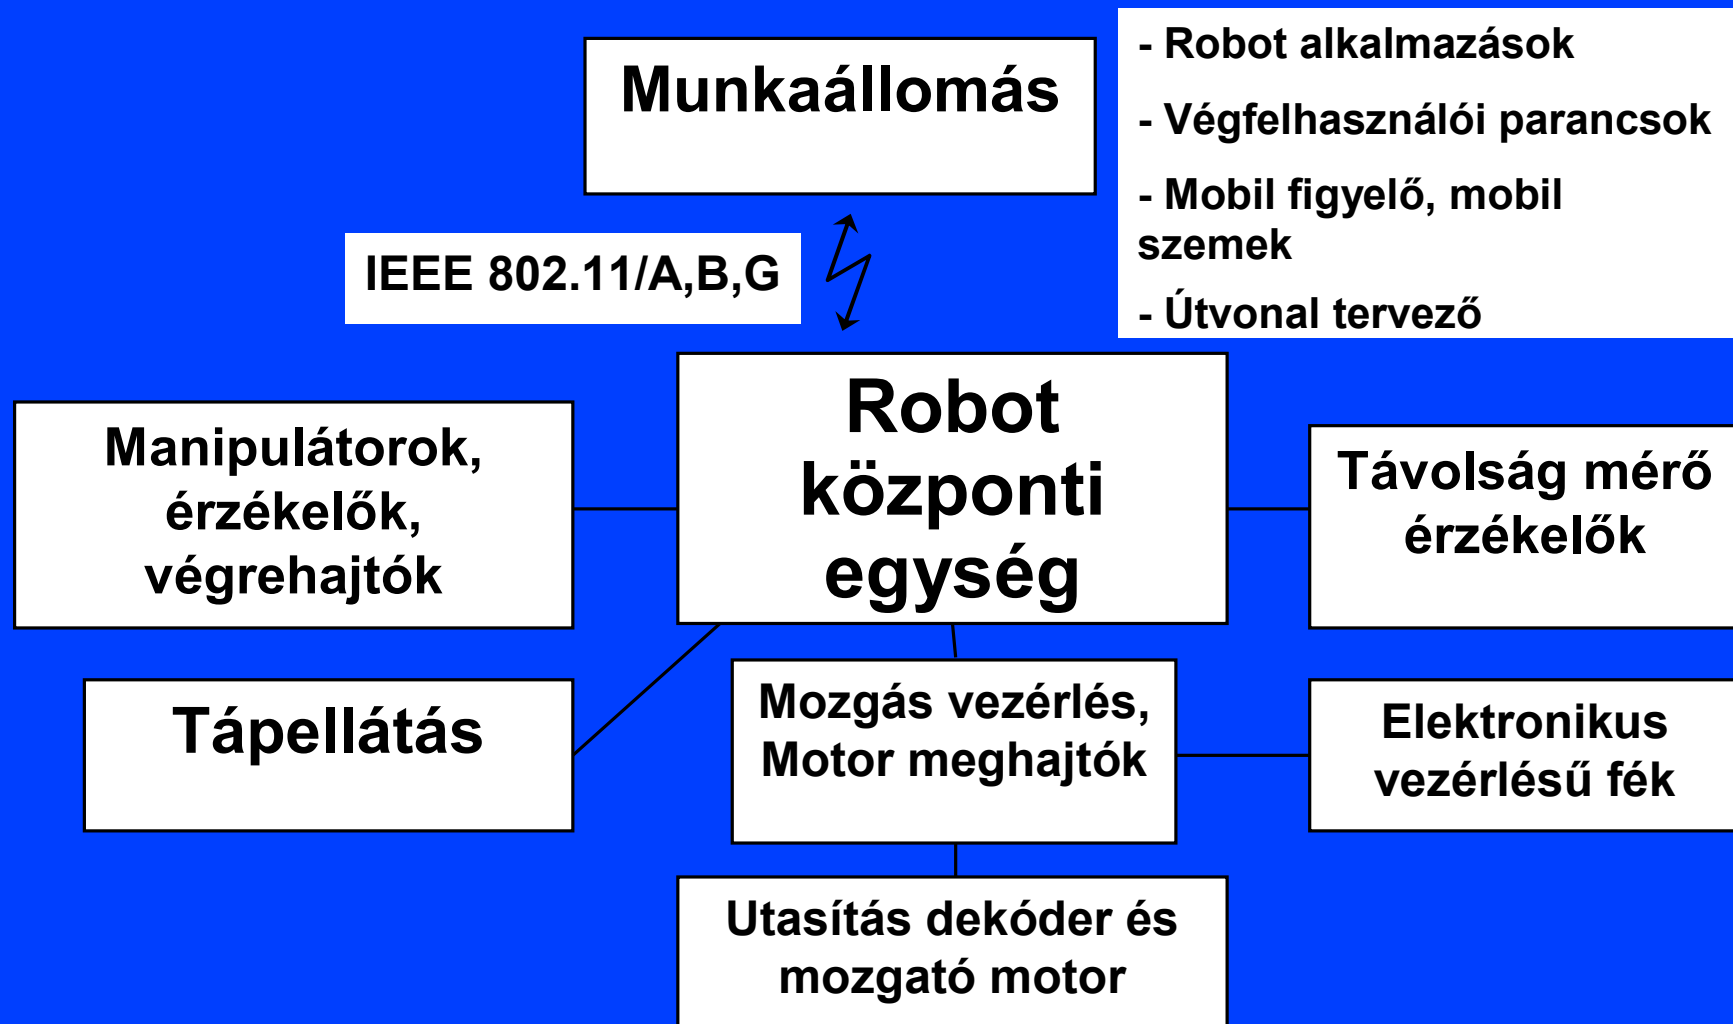 Munkaállomás
- Robot alkalmazások
- Végfelhasználói parancsok
- Mobil figyelő, mobil
szemek
- Útvonal tervező
IEEE 802.11/A,B,G
Robot
központi
egység
Manipulátorok,
érzékelők,
végrehajtók
Távolság mérő
érzékelők
Tápellátás
Mozgás vezérlés,
Motor meghajtók
Elektronikus
vezérlésű fék
Utasítás dekóder és
mozgató motor